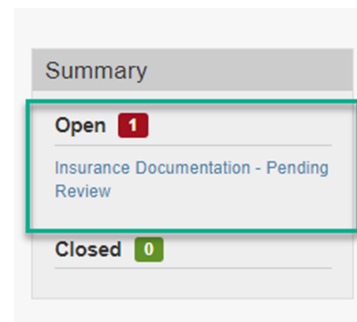 Summary
Open 1
Insurance Documentation - Pending
Review
Closed 0